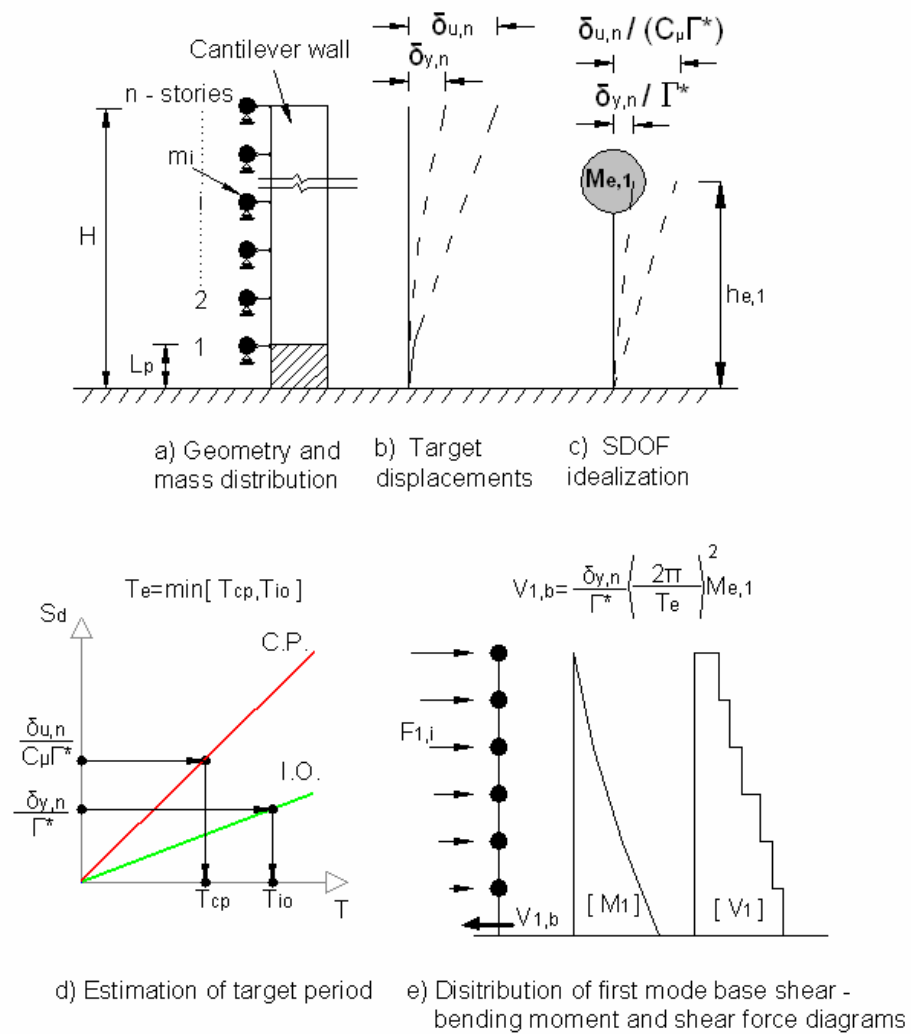 Cantilever wall
n - stories
mi
i
2
1
H
Lp
a) Geometry and
mass distribution
δu,n
δy,n
b) Target
displacements
δu,n / (CμΓ*)
δy,n / Γ*
Me,1
he,1
c) SDOF
idealization
Te=min[ Tcp,Tio ]
Sd
C.P.
δu,n
CμΓ*
I.O.
δy,n
Γ*
Tcp
Tio
T
d) Estimation of target period
V1,b= δy,n/Γ* (2π/Te)2 Me,1
F1,i
V1,b
[ M1 ]
[ V1 ]
e) Disitribution of first mode base shear -
bending moment and shear force diagrams